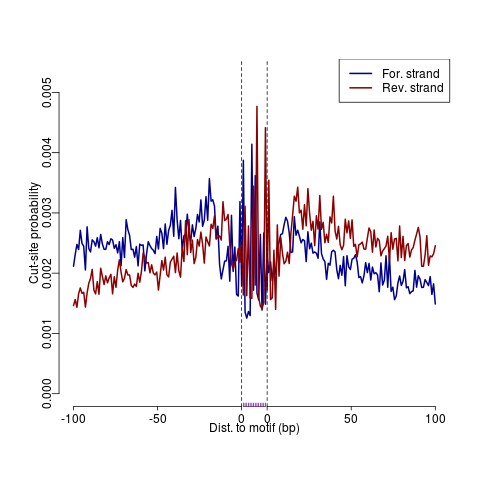 For. strand
Rev. strand
Cut-site probability
0.005
0.004
0.003
0.002
0.001
0.000
-100 -50 0 0 50 100
Dist. to motif (bp)